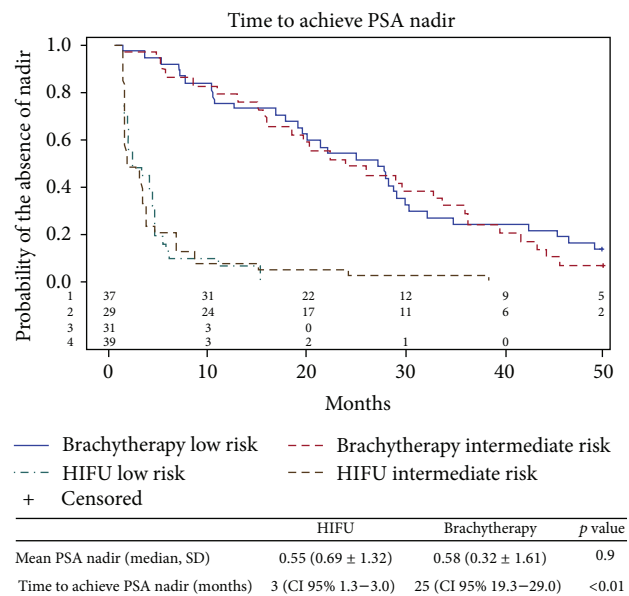 Time to achieve PSA nadir
Probability of the absence of nadir
1.0
0.8
0.6
0.4
0.2
0.0
1 37 31 22 12 9 5
2 29 24 17 11 6 2
3 31 3 0
4 39 3 2 1 0
0 10 20 30 40 50
Months
Brachytherapy low risk Brachytherapy intermediate risk
HIFU low risk HIFU intermediate risk
+ Censored
HIFU Brachytherapy p value
Mean PSA nadir (median, SD) 0.55 (0.69 ± 1.32) 0.58 (0.32 ± 1.61) 0.9
Time to achieve PSA nadir (months) 3 (CI 95% 1.3–3.0) 25 (CI 95% 19.3–29.0) <0.01